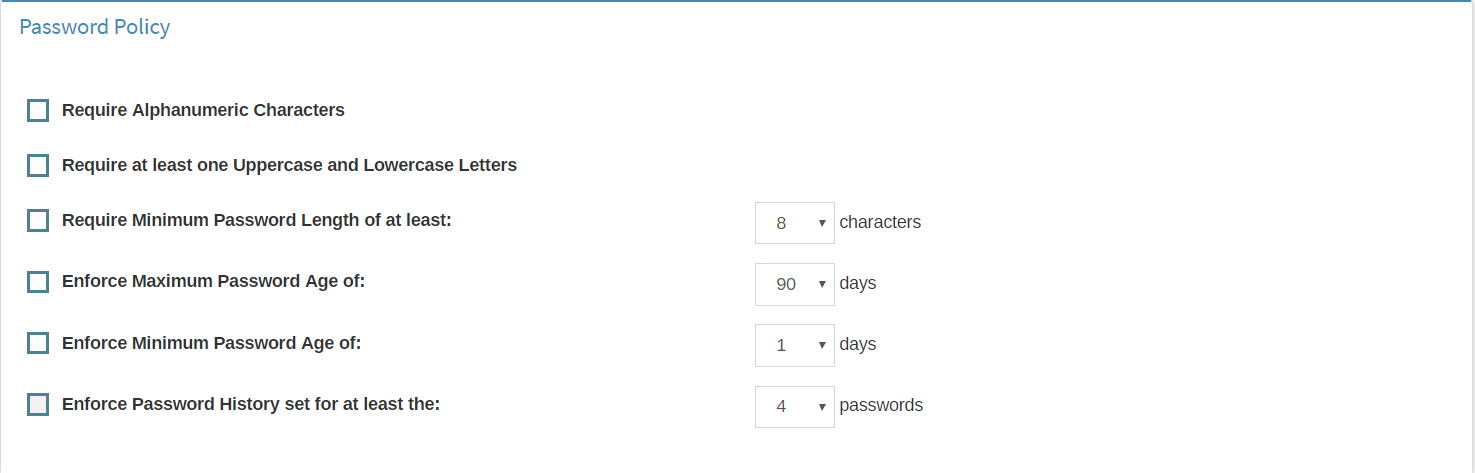 Password Policy
Require Alphanumeric Characters
Require at least one Uppercase and Lowercase Letters
Require Minimum Password Length of at least: 8 characters
Enforce Maximum Password Age of: 90 days
Enforce Minimum Password Age of: 1 days
Enforce Password History set for at least the: 4 passwords